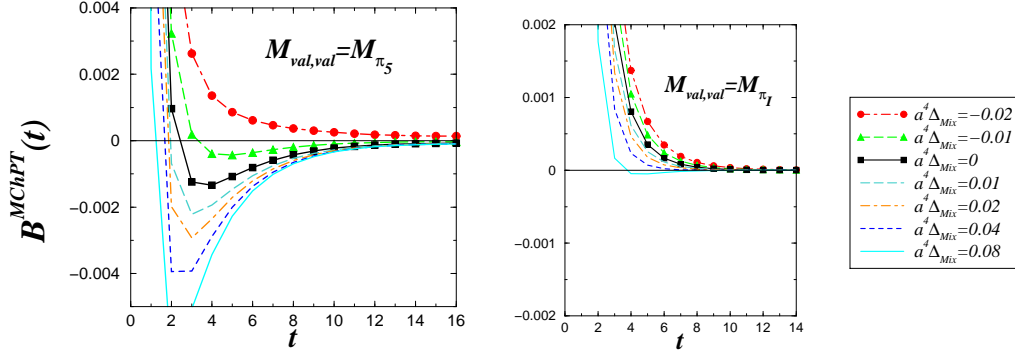 B^{MChPT}(t)
0.004
0.002
0
−0.002
−0.004
M_{val,val}=M_{π_5}
0 2 4 6 8 10 12 14 16
t
0.002
0.001
0.000
−0.001
−0.002
M_{val,val}=M_{π_I}
0 2 4 6 8 10 12 14
t
a^4Δ_{Mix}=−0.02
a^4Δ_{Mix}=−0.01
a^4Δ_{Mix}=0
a^4Δ_{Mix}=0.01
a^4Δ_{Mix}=0.02
a^4Δ_{Mix}=0.04
a^4Δ_{Mix}=0.08